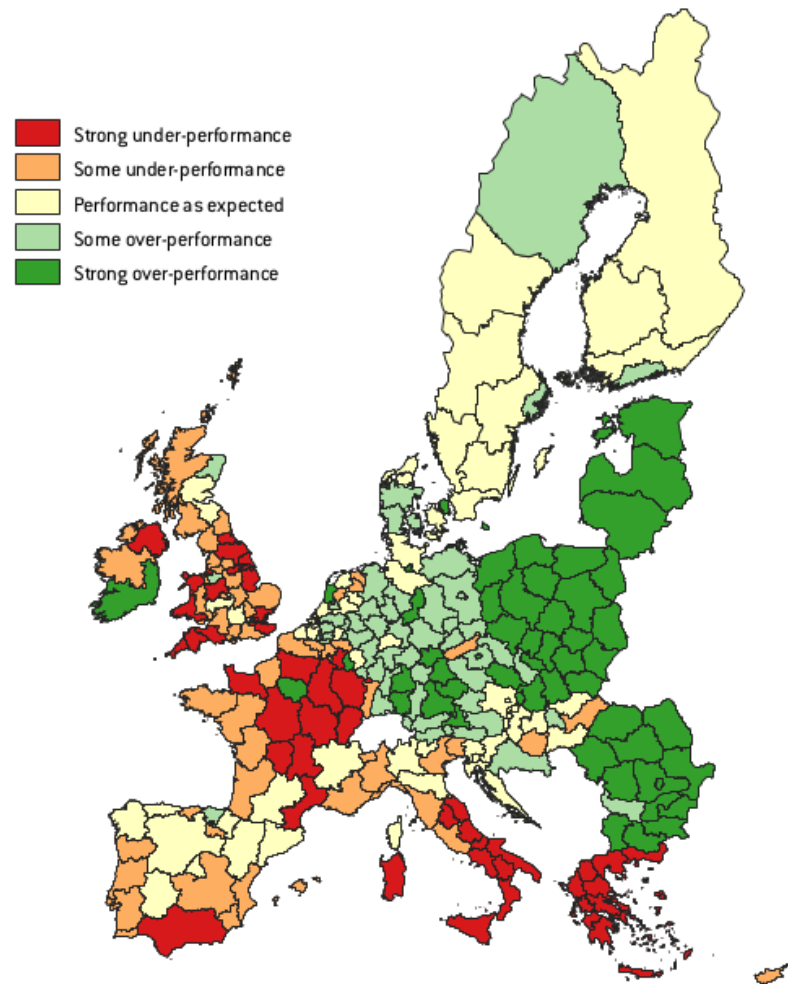 Strong under-performance
Some under-performance
Performance as expected
Some over-performance
Strong over-performance